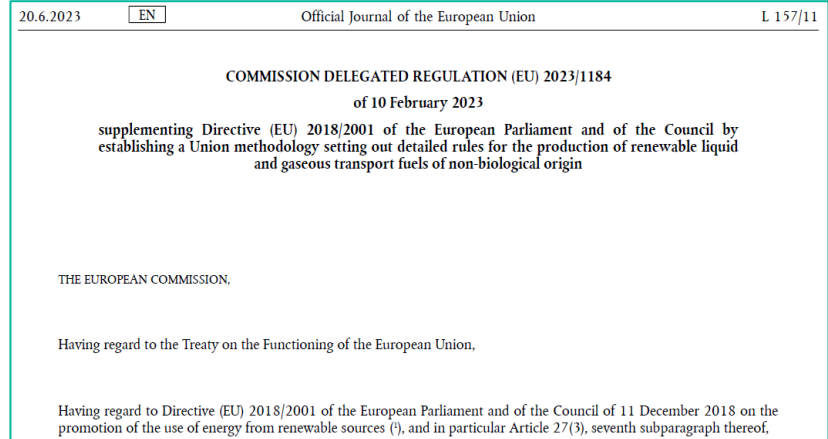 20.6.2023 EN Official Journal of the European Union L 157/11
COMMISSION DELEGATED REGULATION (EU) 2023/1184
of 10 February 2023
supplementing Directive (EU) 2018/2001 of the European Parliament and of the Council by
establishing a Union methodology setting out detailed rules for the production of renewable liquid
and gaseous transport fuels of non-biological origin
THE EUROPEAN COMMISSION,
Having regard to the Treaty on the Functioning of the European Union,
Having regard to Directive (EU) 2018/2001 of the European Parliament and of the Council of 11 December 2018 on the
promotion of the use of energy from renewable sources (¹), and in particular Article 27(3), seventh subparagraph thereof,